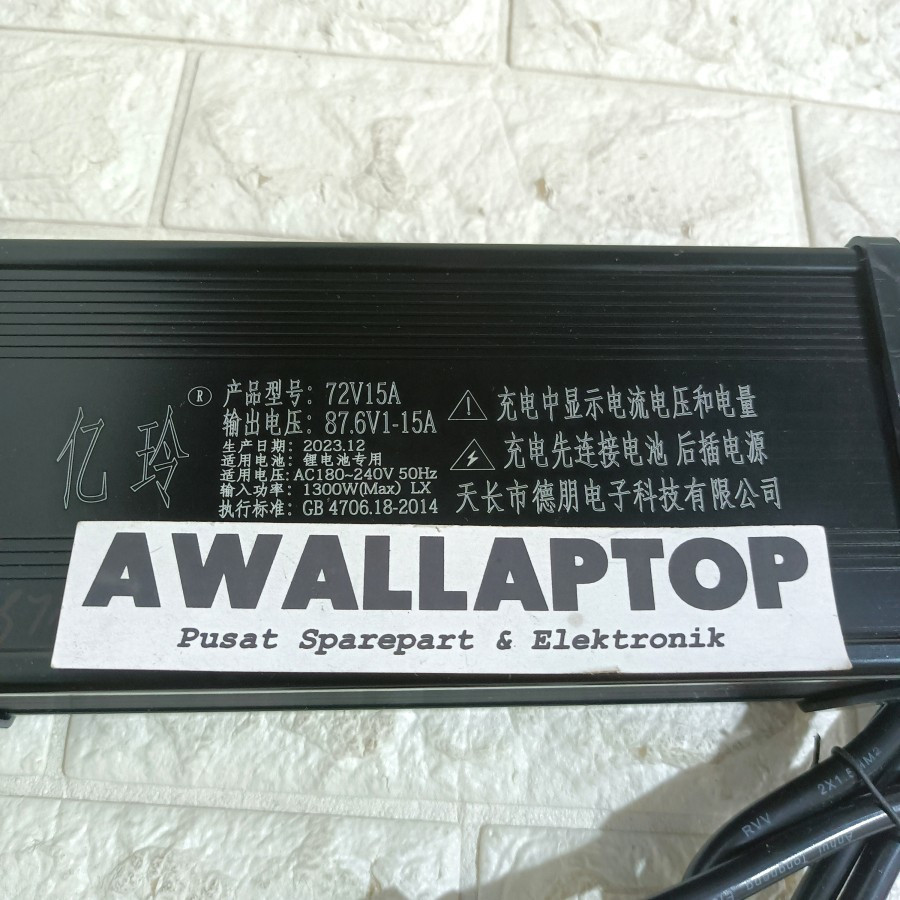 亿玲®
产品型号：72V15A
输出电压：87.6V1-15A
生产日期：2023.12
适用电池：锂电池专用
适用电压：AC180~240V 50Hz
输入功率：1300W(Max) LX
执行标准：GB 4706.18-2014
充电中显示电流电压和电量
充电先连接电池 后插电源
天长市德朋电子科技有限公司
AWALLAPTOP
Pusat Sparepart & Elektronik
RVV 2X1.5MM2